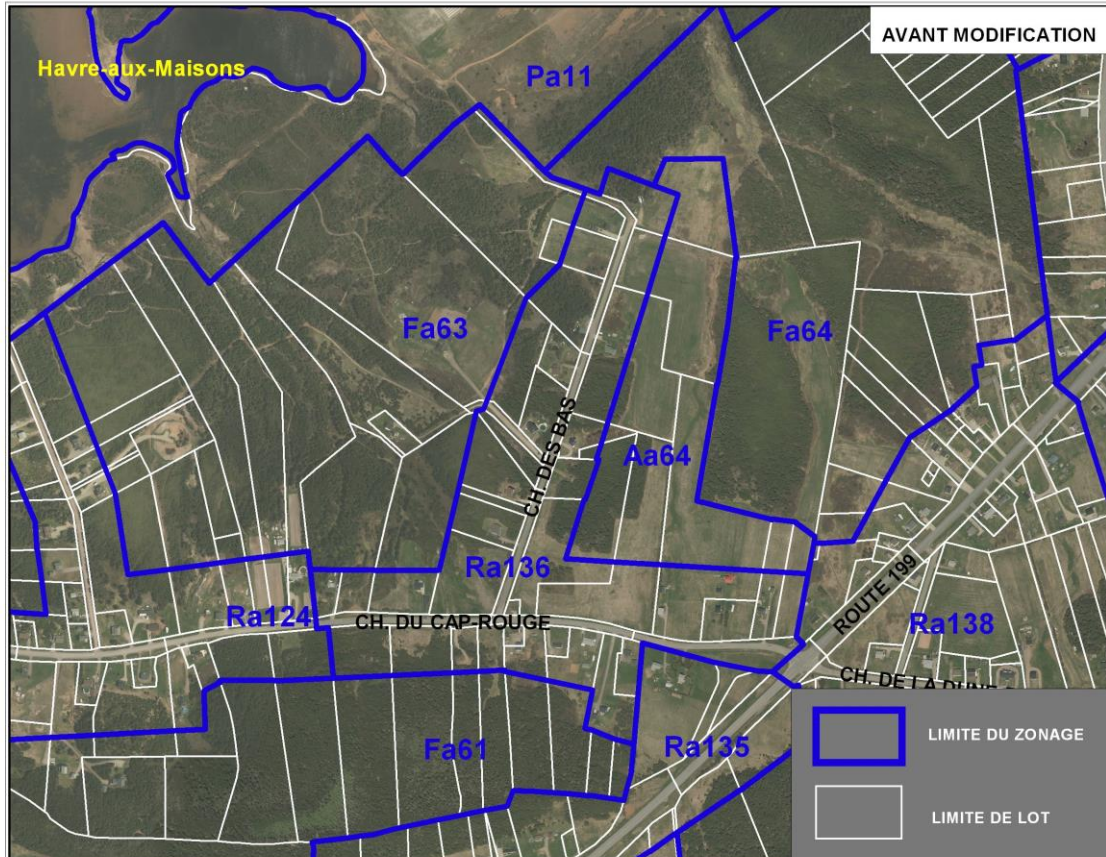 AVANT MODIFICATION
Havre-aux-Maisons
Pa11
Fa63
Fa64
CH. DES BAS
Aa64
Ra136
Ra124
CH. DU CAP-ROUGE
ROUTE 199
Ra138
CH. DE LA DUNE
Fa61
Ra135
LIMITE DU ZONAGE
LIMITE DE LOT